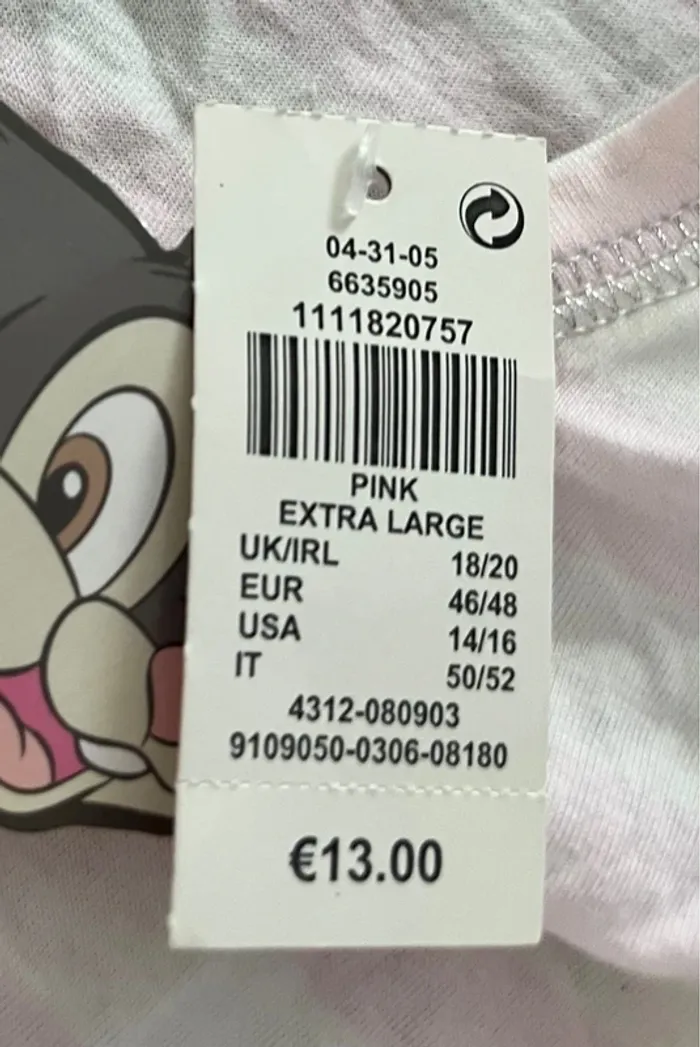 04-31-05
6635905
1111820757
PINK
EXTRA LARGE
UK/IRL 18/20
EUR 46/48
USA 14/16
IT 50/52
4312-080903
9109050-0306-08180
€13.00